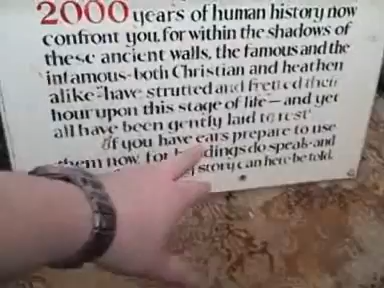 2000 years of human history now
confront you, for within the shadows of
these ancient walls, the famous and the
infamous-both Christian and heathen
alike-have strutted and fretted their
hour upon this stage of life – and yet
all have been gently laid to rest
If you have ears prepare to use
them now, for dings do speak-and
story can here be told.